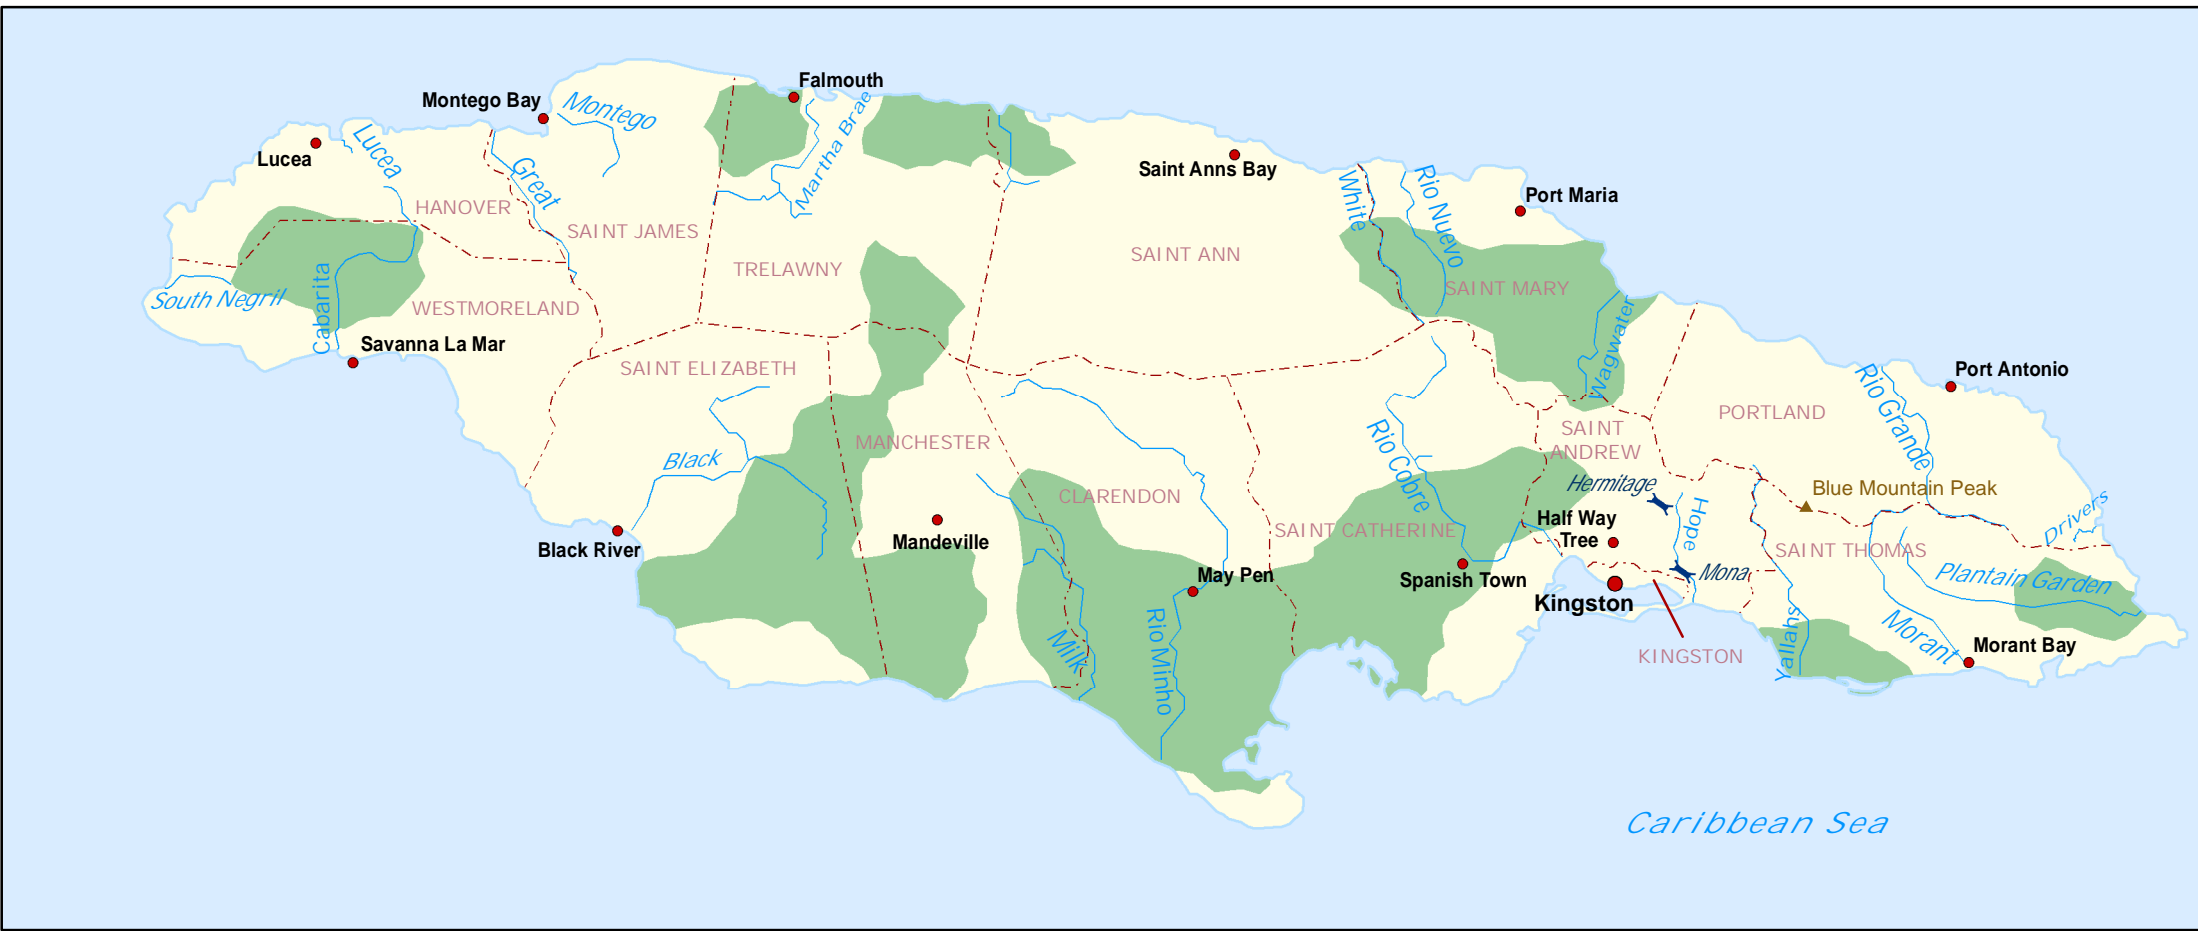 Falmouth
Montego Bay
Montego
Martha Brae
Lucea
Lucea
Great
Saint Anns Bay
White
Rio Nuevo
Port Maria
HANOVER
SAINT JAMES
TRELAWNY
SAINT ANN
SAINT MARY
South Negril
Cabarita
WESTMORELAND
Savanna La Mar
SAINT ELIZABETH
Wagwater
Port Antonio
Rio Grande
PORTLAND
MANCHESTER
Black
Rio Cobre
SAINT
ANDREW
Hermitage
Blue Mountain Peak
CLARENDON
Hope
Drivers
Black River
Mandeville
SAINT CATHERINE
Half Way
Tree
SAINT THOMAS
May Pen
Spanish Town
Mona
Plantain Garden
Kingston
Milk
Rio Minho
KINGSTON
Yallahs
Morant
Morant Bay
Caribbean Sea